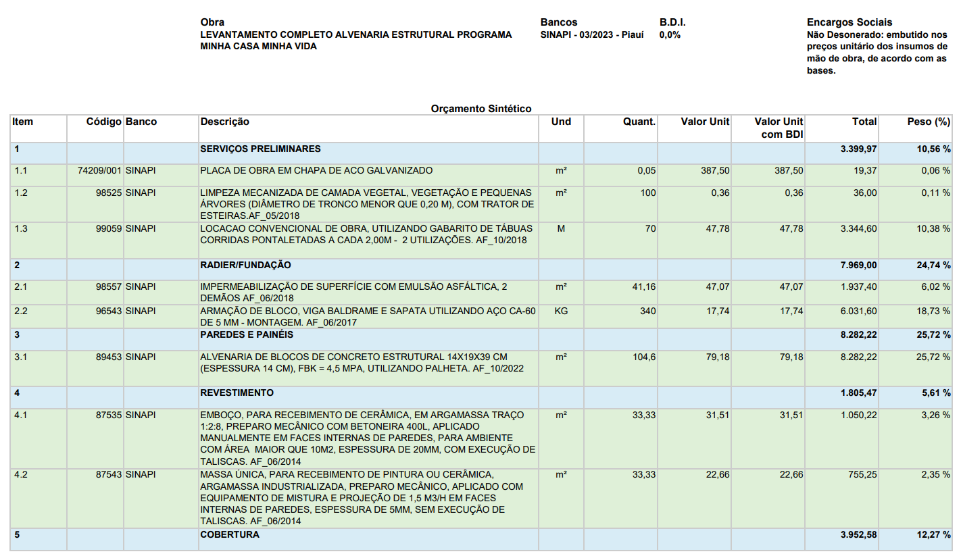 Obra Bancos B.D.I. Encargos Sociais
LEVANTAMENTO COMPLETO ALVENARIA ESTRUTURAL PROGRAMA SINAPI - 03/2023 - Piauí 0,0% Não Desonerado: embutido nos
MINHA CASA MINHA VIDA preços unitário dos insumos de
mão de obra, de acordo com as
bases.
Orçamento Sintético
Item Código Banco Descrição Und Quant. Valor Unit Valor Unit Total Peso (%)
com BDI
1 SERVIÇOS PRELIMINARES 3.399,97 10,56 %
1.1 74209/001 SINAPI PLACA DE OBRA EM CHAPA DE ACO GALVANIZADO m² 0,05 387,50 387,50 19,37 0,06 %
1.2 98525 SINAPI LIMPEZA MECANIZADA DE CAMADA VEGETAL, VEGETAÇÃO E PEQUENAS m² 100 0,36 0,36 36,00 0,11 %
ÁRVORES (DIÂMETRO DE TRONCO MENOR QUE 0,20 M), COM TRATOR DE
ESTEIRAS.AF_05/2018
1.3 99059 SINAPI LOCACAO CONVENCIONAL DE OBRA, UTILIZANDO GABARITO DE TÁBUAS M 70 47,78 47,78 3.344,60 10,38 %
CORRIDAS PONTALETADAS A CADA 2,00M - 2 UTILIZAÇÕES. AF_10/2018
2 RADIER/FUNDAÇÃO 7.969,00 24,74 %
2.1 98557 SINAPI IMPERMEABILIZAÇÃO DE SUPERFÍCIE COM EMULSÃO ASFÁLTICA, 2 m² 41,16 47,07 47,07 1.937,40 6,02 %
DEMÃOS AF_06/2018
2.2 96543 SINAPI ARMAÇÃO DE BLOCO, VIGA BALDRAME E SAPATA UTILIZANDO AÇO CA-60 KG 340 17,74 17,74 6.031,60 18,73 %
DE 5 MM - MONTAGEM. AF_06/2017
3 PAREDES E PAINÉIS 8.282,22 25,72 %
3.1 89453 SINAPI ALVENARIA DE BLOCOS DE CONCRETO ESTRUTURAL 14X19X39 CM m² 104,6 79,18 79,18 8.282,22 25,72 %
(ESPESSURA 14 CM), FBK = 4,5 MPA, UTILIZANDO PALHETA. AF_10/2022
4 REVESTIMENTO 1.805,47 5,61 %
4.1 87535 SINAPI EMBOÇO, PARA RECEBIMENTO DE CERÂMICA, EM ARGAMASSA TRAÇO m² 33,33 31,51 31,51 1.050,22 3,26 %
1:2:8, PREPARO MECÂNICO COM BETONEIRA 400L, APLICADO
MANUALMENTE EM FACES INTERNAS DE PAREDES, PARA AMBIENTE
COM ÁREA MAIOR QUE 10M2, ESPESSURA DE 20MM, COM EXECUÇÃO DE
TALISCAS. AF_06/2014
4.2 87543 SINAPI MASSA ÚNICA, PARA RECEBIMENTO DE PINTURA OU CERÂMICA, m² 33,33 22,66 22,66 755,25 2,35 %
ARGAMASSA INDUSTRIALIZADA, PREPARO MECÂNICO, APLICADO COM
EQUIPAMENTO DE MISTURA E PROJEÇÃO DE 1,5 M3/H EM FACES
INTERNAS DE PAREDES, ESPESSURA DE 5MM, SEM EXECUÇÃO DE
TALISCAS. AF_06/2014
5 COBERTURA 3.952,58 12,27 %